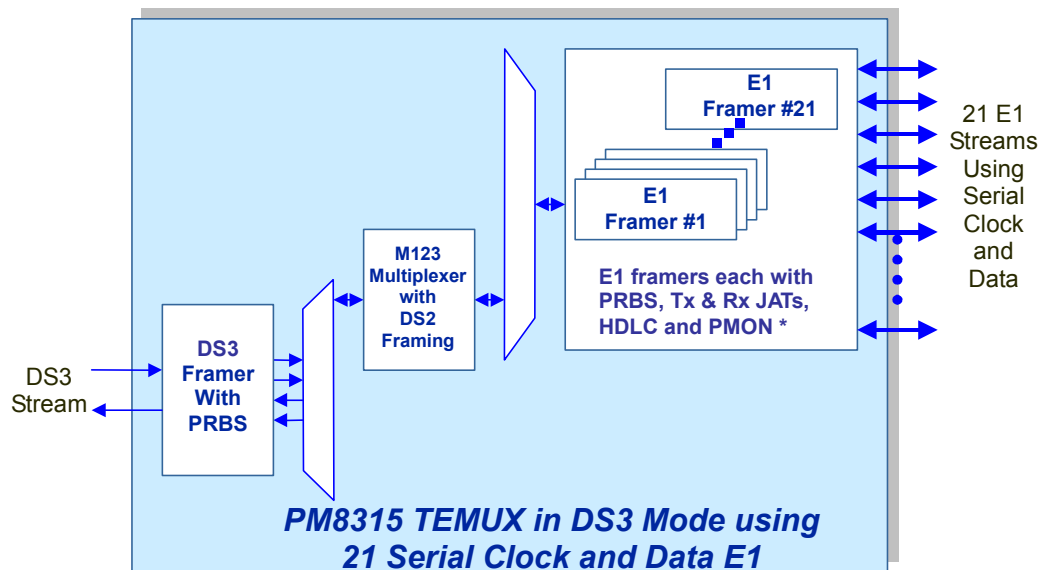 E1
Framer #21
E1
Framer #1
E1 framers each with
PRBS, Tx & Rx JATs,
HDLC and PMON *
21 E1
Streams
Using
Serial
Clock
and
Data
M123
Multiplexer
with
DS2
Framing
DS3
Framer
With
PRBS
DS3
Stream
PM8315 TEMUX in DS3 Mode using
21 Serial Clock and Data E1